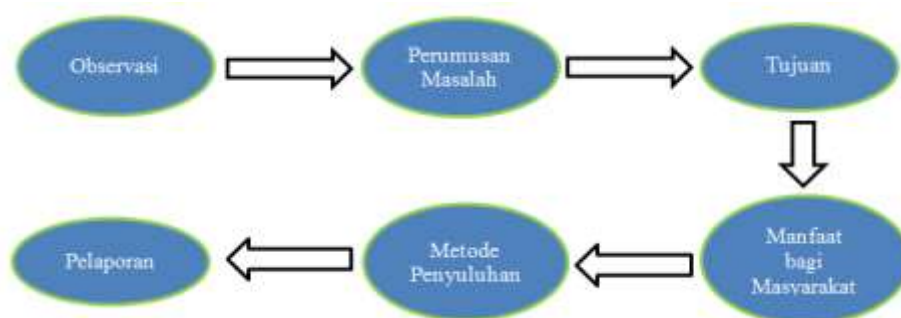 Observasi
Perumusan
Masalah
Tujuan
Manfaat
bagi
Masyarakat
Metode
Penyuluhan
Pelaporan